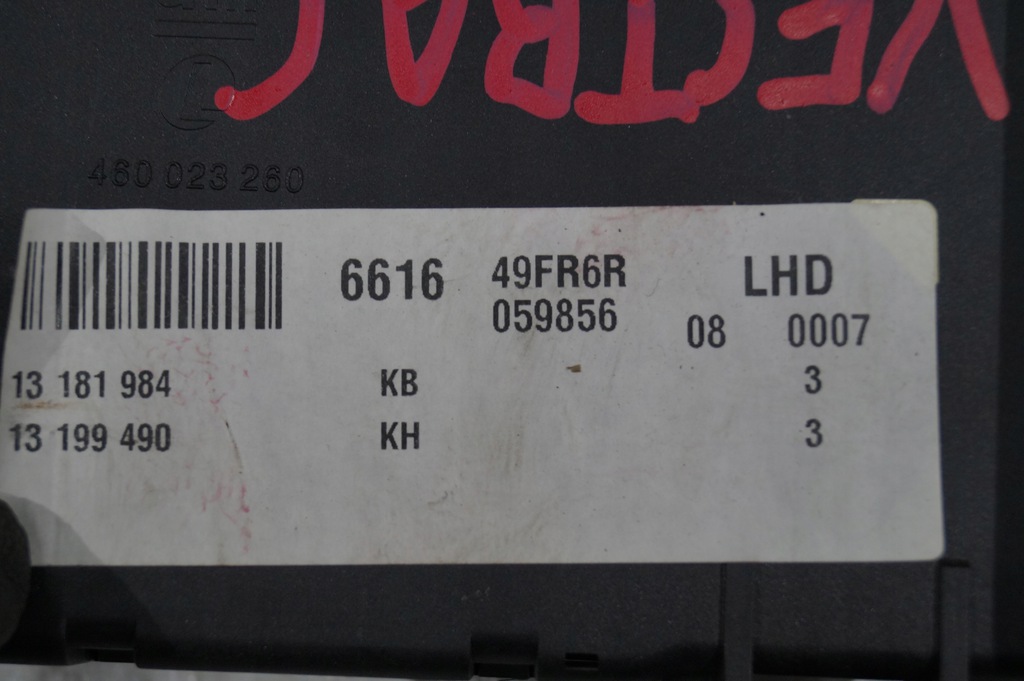 VECTRA C
460 023 260
6616 49FR6R LHD
059856 08 0007
13 181 984 KB 3
13 199 490 KH 3